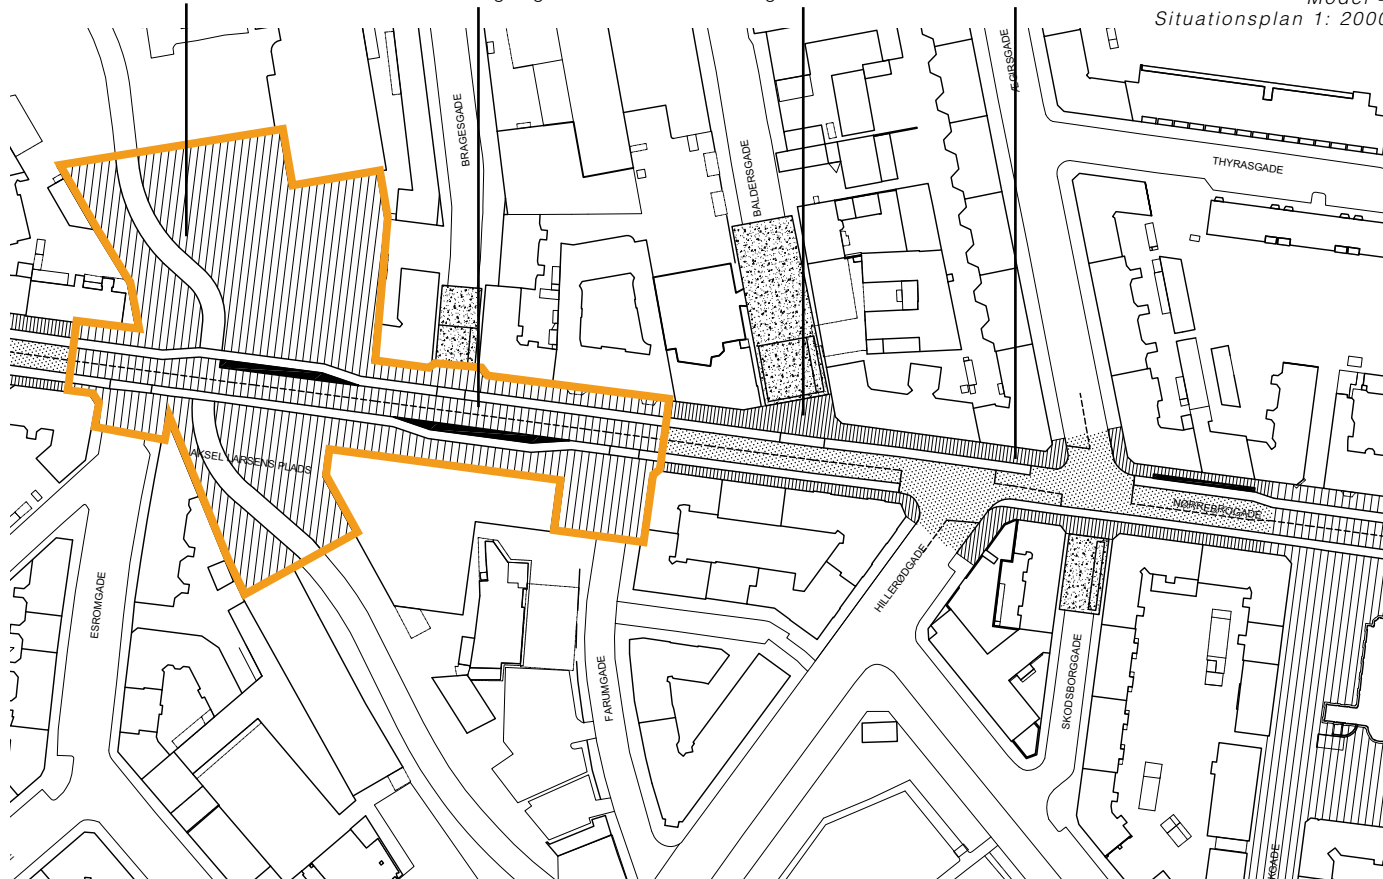 Situationsplan 1: 2000
ÆGIRSGADE
BRAGESGADE
THYRASGADE
BALDERSGADE
AKSEL LARSENS PLADS
NØRREBROGADE
HILLERØDGADE
ESROMGADE
SKODSBORGGADE
FARUMGADE